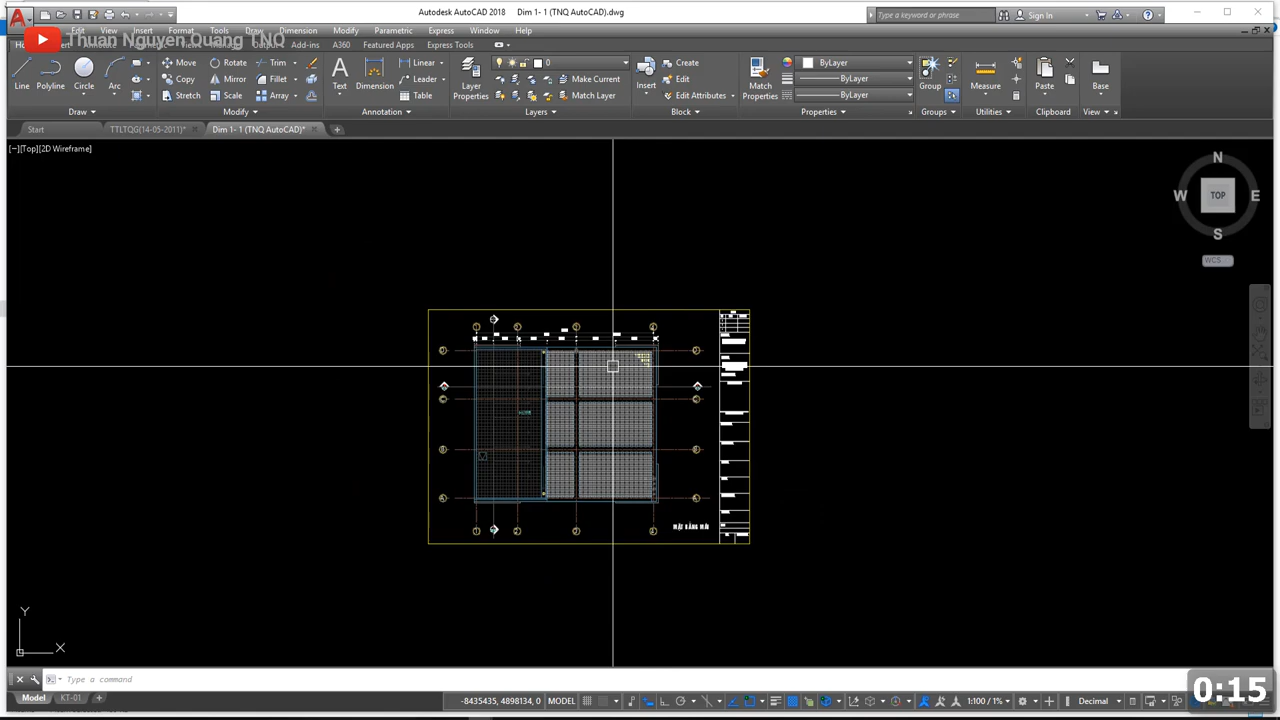 Autodesk AutoCAD 2018 Dim 1- 1 (TNQ AutoCAD).dwg
Type a keyword or phrase
Sign In
Edit View Insert Format Tools Draw Dimension Modify Parametric Express Window Help
Thuan Nguyen Quang TNQ
Add-ins A360 Featured Apps Express Tools
Line Polyline Circle Arc
Move Rotate Trim
Copy Mirror Fillet
Stretch Scale Array
Text Dimension
Linear
Leader
Table
Layer Properties
0
Make Current
Match Layer
Insert
Create
Edit
Edit Attributes
Match Properties
ByLayer
ByLayer
ByLayer
Group
Measure
Paste
Base
Draw Modify Annotation Layers Block Properties Groups Utilities Clipboard View
Start TTLTQG(14-05-2011)* Dim 1- 1 (TNQ AutoCAD)*
[−][Top][2D Wireframe]
N
W TOP E
S
WCS
MẶT BẰNG MÁI
Y
X
Type a command
Model KT-01
-8435435, 4898134, 0 MODEL
1:100 / 1%
Decimal
0:15